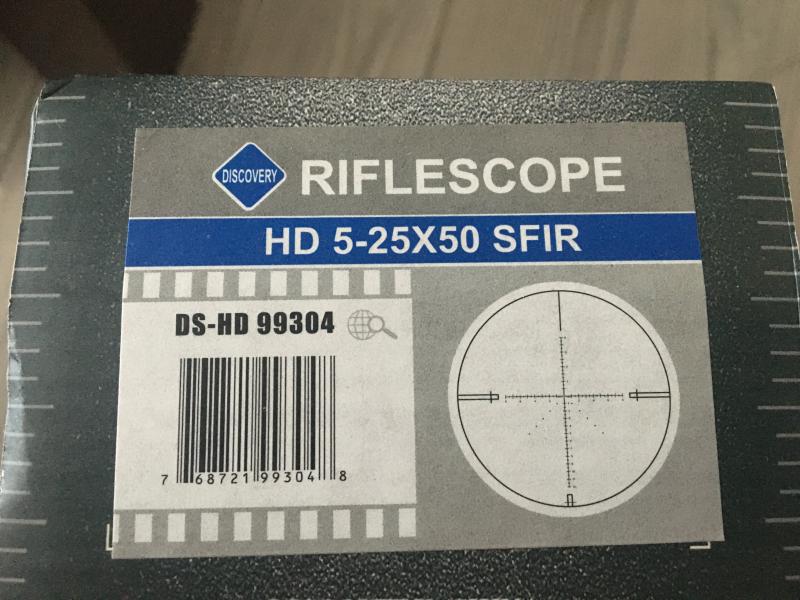 DISCOVERY
RIFLESCOPE
HD 5-25X50 SFIR
DS-HD 99304
7 68721 99304 8